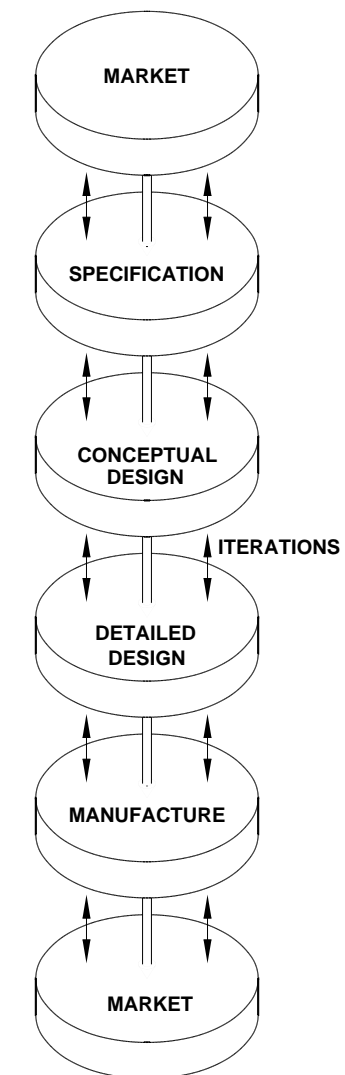 MARKET
SPECIFICATION
CONCEPTUAL
DESIGN
ITERATIONS
DETAILED
DESIGN
MANUFACTURE
MARKET